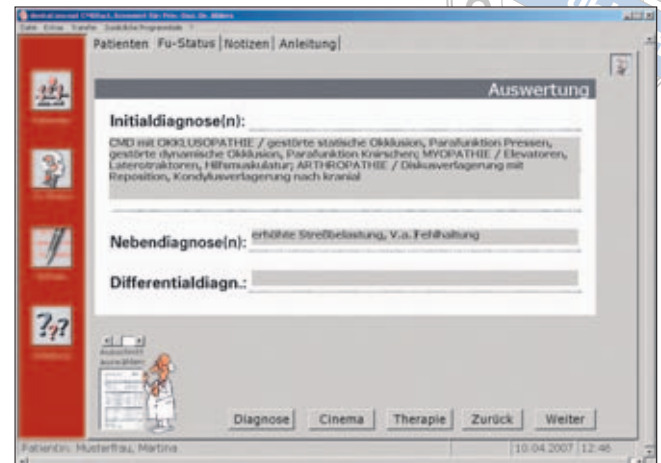 Patienten Fu-Status Notizen Anleitung
Auswertung
Initialdiagnose(n):
CMD mit OKKLUSOPATHIE / gestörte statische Okklusion, Parafunktion Pressen,
gestörte dynamische Okklusion, Parafunktion Knirschen; MYOPATHIE / Elevatoren,
Laterotraktoren, Hilfsmuskulatur; ARTHROPATHIE / Diskusverlagerung mit
Reposition, Kondylusverlagerung nach kranial
Nebendiagnose(n): erhöhte Streßbelastung, V.a. Fehlhaltung
Differentialdiagn.:
Ausschnitt
auswählen
Diagnose Cinema Therapie Zurück Weiter
Patientin: Musterfrau, Martina 10.04.2007 12:46